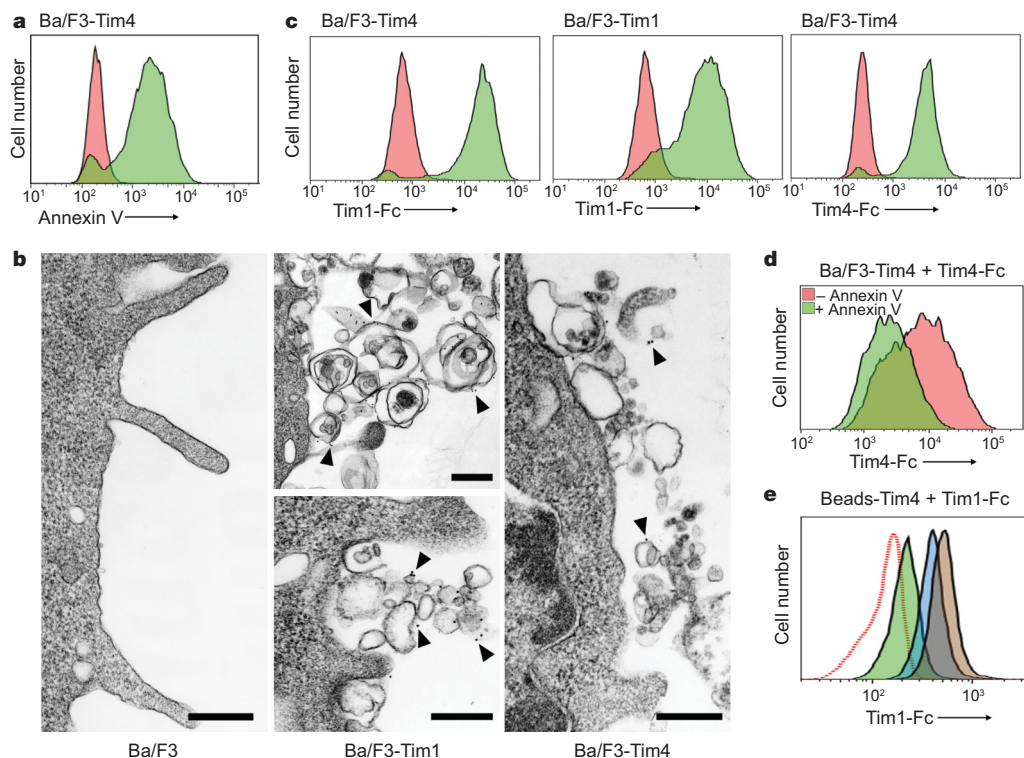 a Ba/F3-Tim4
Cell number
10¹ 10² 10³ 10⁴ 10⁵
Annexin V
c Ba/F3-Tim4
Cell number
10¹ 10² 10³ 10⁴ 10⁵
Tim1-Fc
Ba/F3-Tim1
10¹ 10² 10³ 10⁴ 10⁵
Tim1-Fc
Ba/F3-Tim4
10¹ 10² 10³ 10⁴ 10⁵
Tim4-Fc
b
Ba/F3
Ba/F3-Tim1
Ba/F3-Tim4
d
Ba/F3-Tim4 + Tim4-Fc
– Annexin V
+ Annexin V
Cell number
10² 10³ 10⁴ 10⁵
Tim4-Fc
e
Beads-Tim4 + Tim1-Fc
Cell number
10² 10³
Tim1-Fc